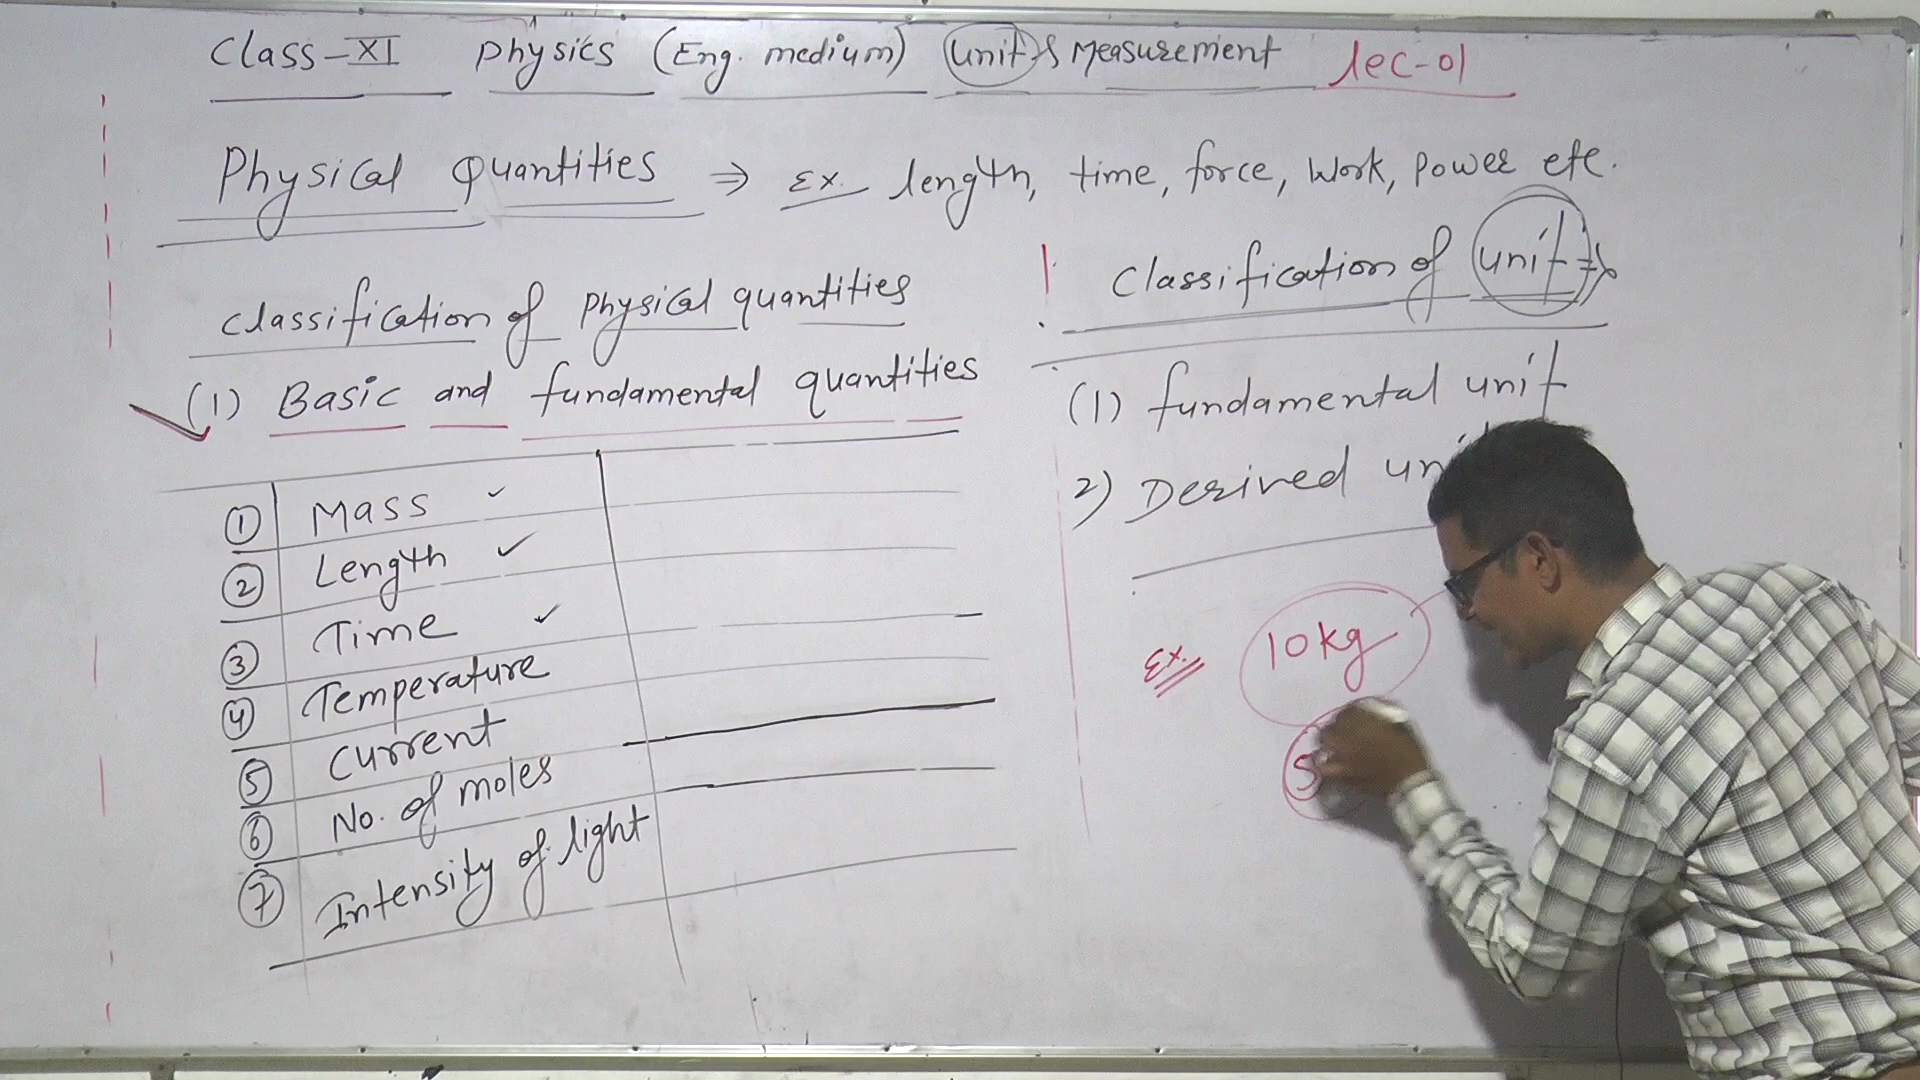 Class-XI Physics (Eng. medium) Unit & Measurement Lec-01
Physical Quantities ⇒ Ex. length, time, force, work, power etc.
Classification of physical quantities
(1) Basic and fundamental quantities
① Mass ✓
② Length ✓
③ Time ✓
④ Temperature
⑤ Current
⑥ No. of moles
⑦ Intensity of light
Classification of unit ⇒
(1) fundamental unit
2) Derived un
Ex. 10kg
5